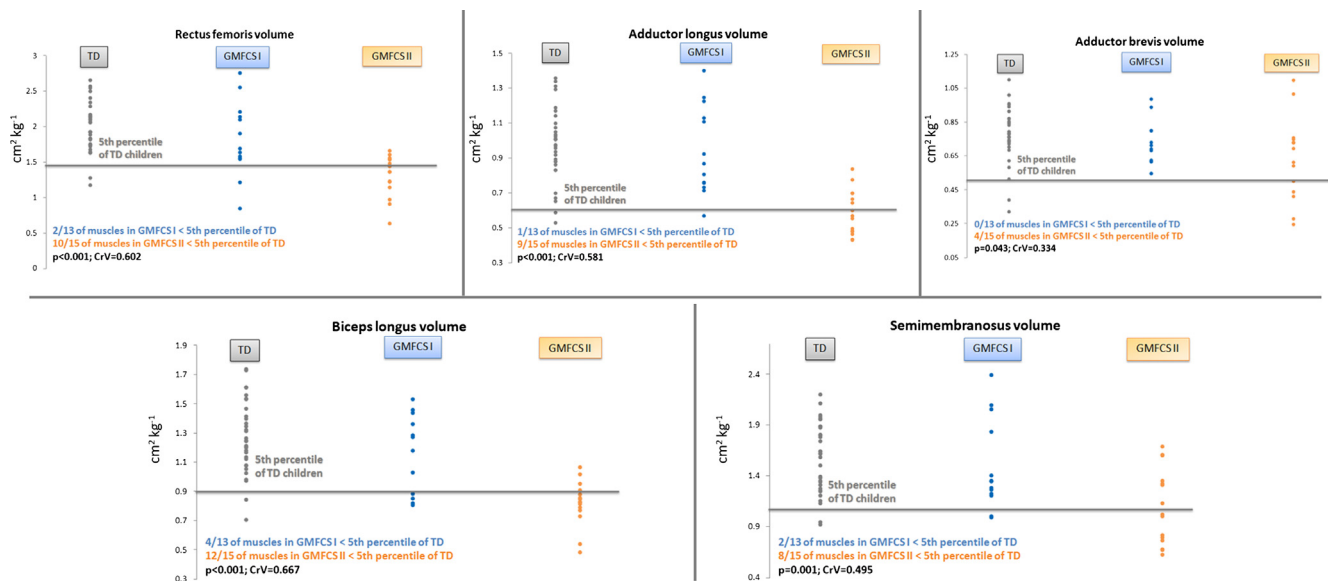 Rectus femoris volume
TD
GMFCS I
GMFCS II
3
2.5
2
1.5
1
0.5
0
cm² kg⁻¹
5th percentile
of TD children
2/13 of muscles in GMFCS I < 5th percentile of TD
10/15 of muscles in GMFCS II < 5th percentile of TD
p<0.001; CrV=0.602
Adductor longus volume
TD
GMFCS I
GMFCS II
1.5
1.3
1.1
0.9
0.7
0.5
0.3
cm² kg⁻¹
5th percentile
of TD children
1/13 of muscles in GMFCS I < 5th percentile of TD
9/15 of muscles in GMFCS II < 5th percentile of TD
p<0.001; CrV=0.581
Adductor brevis volume
TD
GMFCS I
GMFCS II
1.25
1.05
0.85
0.65
0.45
0.25
0.05
cm² kg⁻¹
5th percentile
of TD children
0/13 of muscles in GMFCS I < 5th percentile of TD
4/15 of muscles in GMFCS II < 5th percentile of TD
p=0.043; CrV=0.334
Biceps longus volume
TD
GMFCS I
GMFCS II
1.9
1.7
1.5
1.3
1.1
0.9
0.7
0.5
0.3
cm² kg⁻¹
5th percentile
of TD children
4/13 of muscles in GMFCS I < 5th percentile of TD
12/15 of muscles in GMFCS II < 5th percentile of TD
p<0.001; CrV=0.667
Semimembranosus volume
TD
GMFCS I
GMFCS II
2.4
1.9
1.4
0.9
0.4
cm² kg⁻¹
5th percentile
of TD children
2/13 of muscles in GMFCS I < 5th percentile of TD
8/15 of muscles in GMFCS II < 5th percentile of TD
p=0.001; CrV=0.495